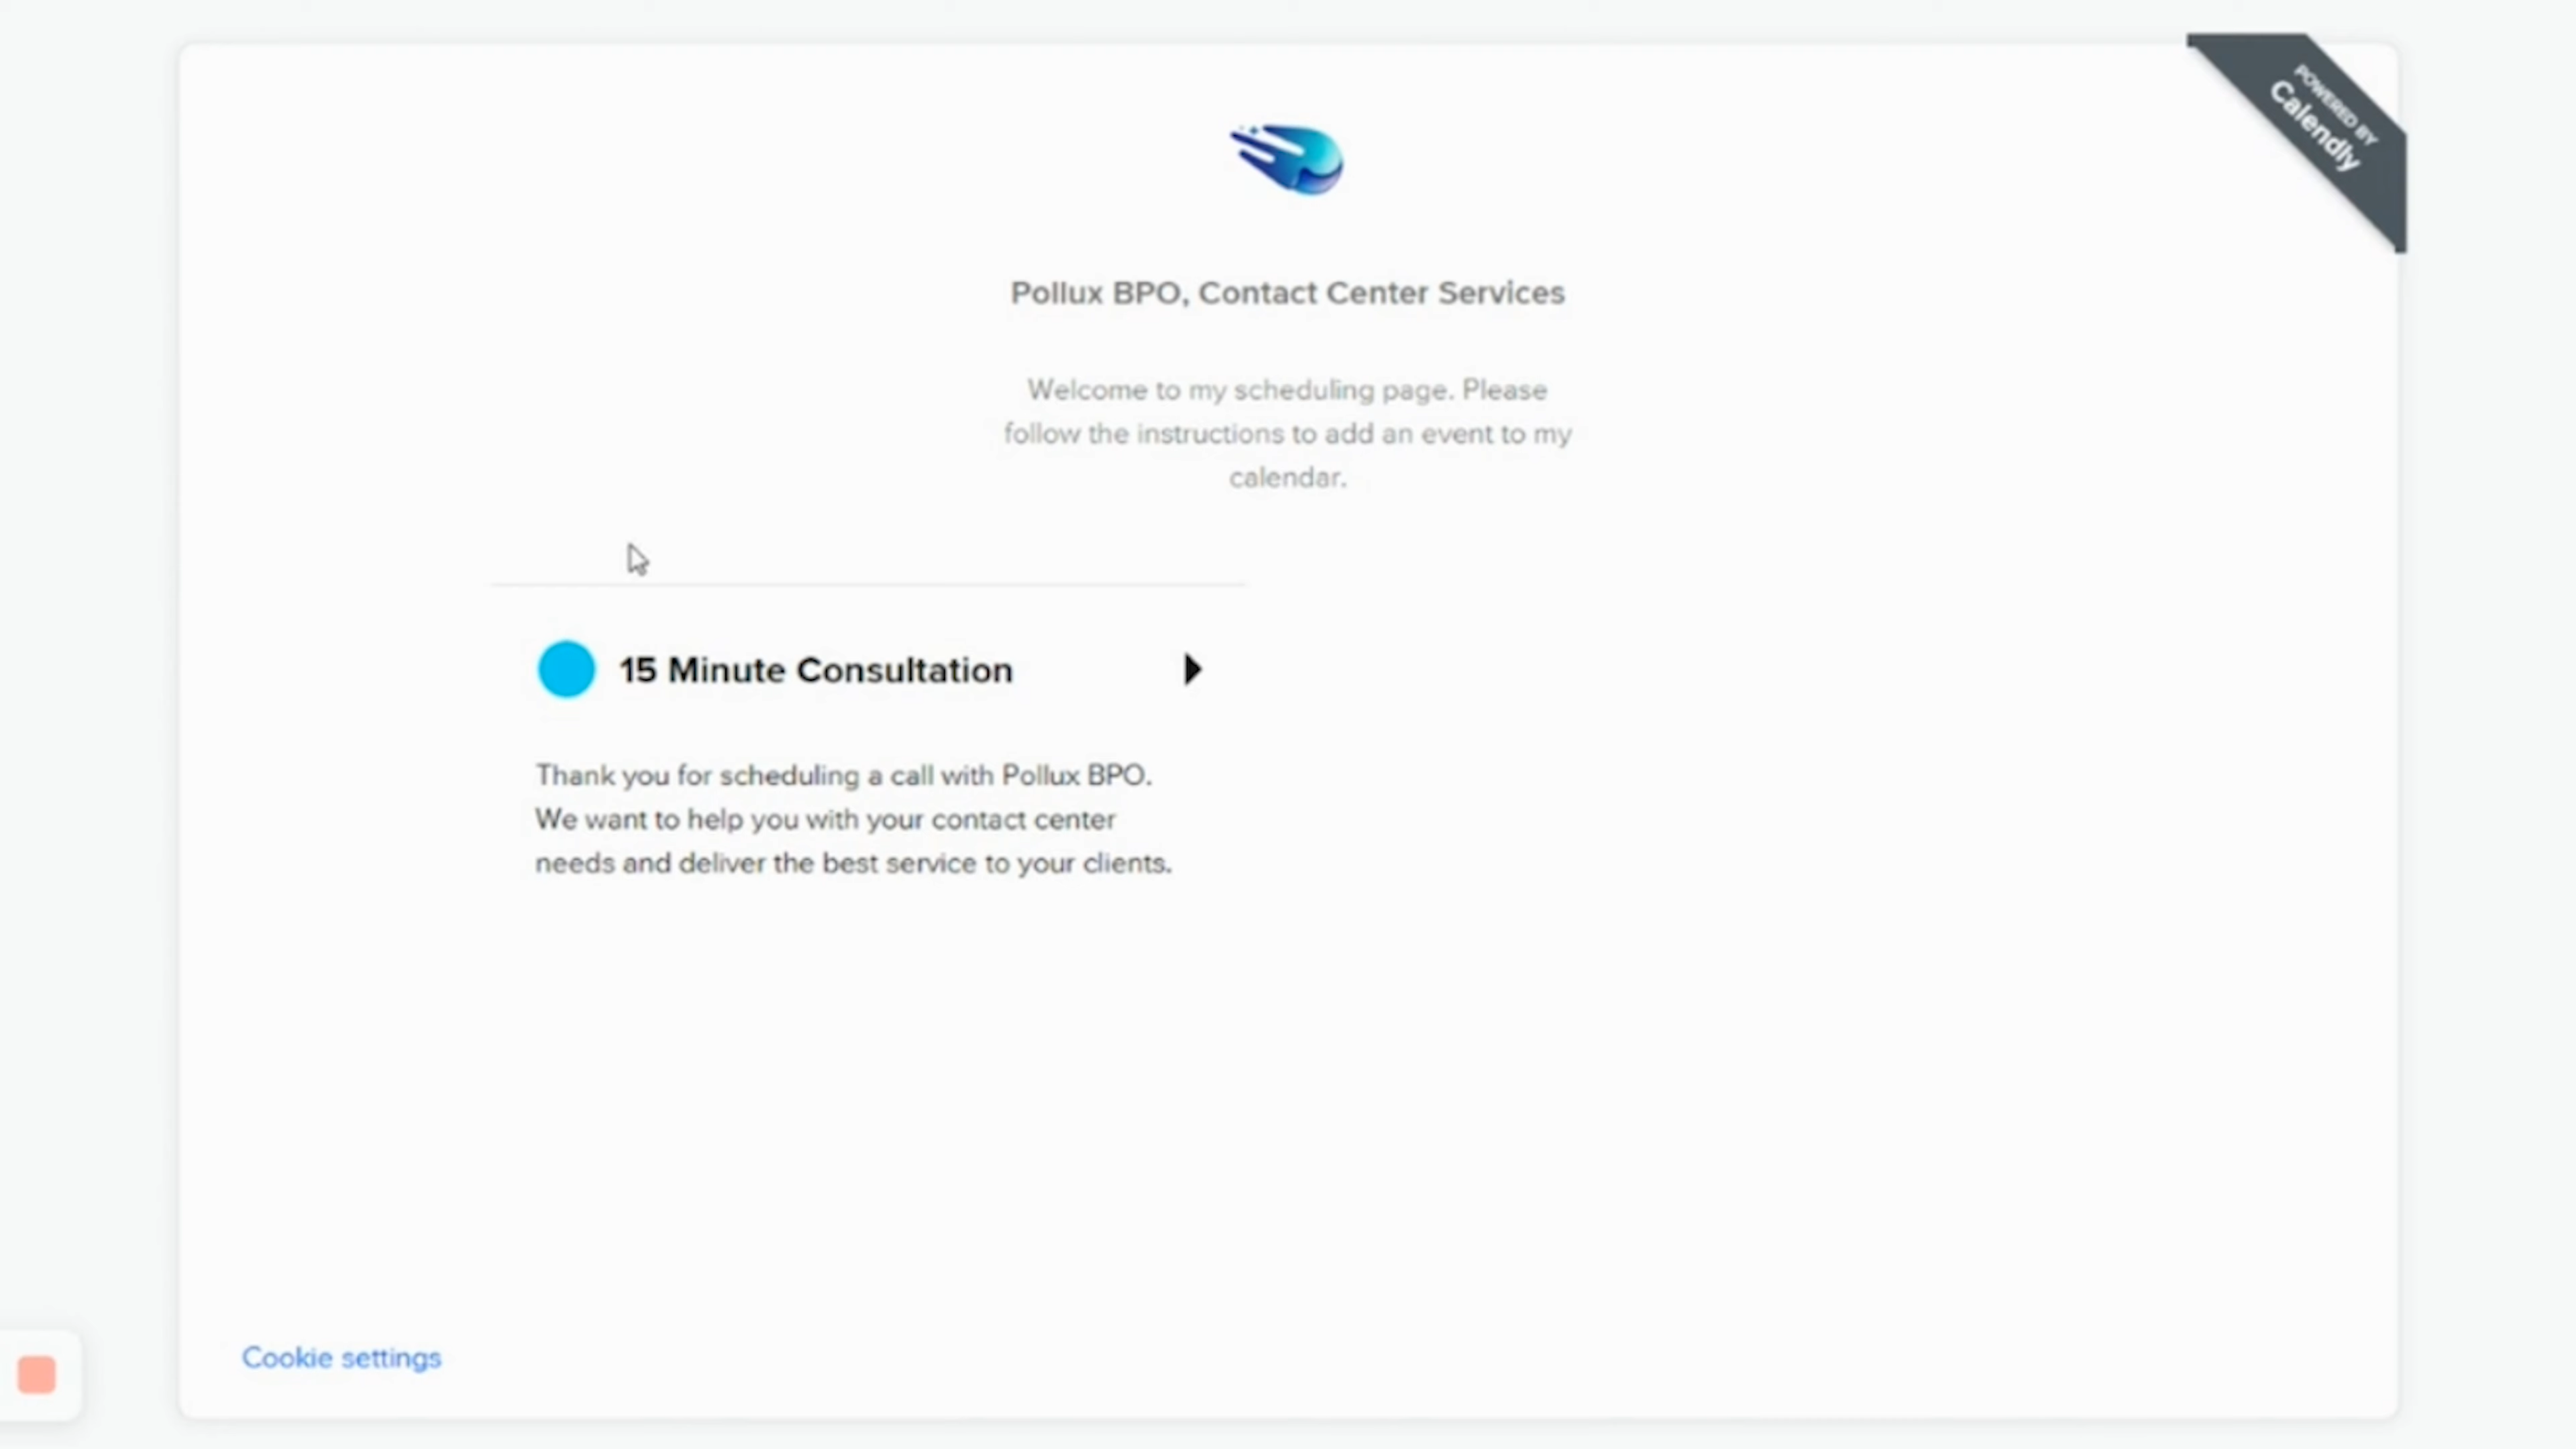 POWERED BY
Calendly
Pollux BPO, Contact Center Services
Welcome to my scheduling page. Please
follow the instructions to add an event to my
calendar.
15 Minute Consultation
Thank you for scheduling a call with Pollux BPO.
We want to help you with your contact center
needs and deliver the best service to your clients.
Cookie settings